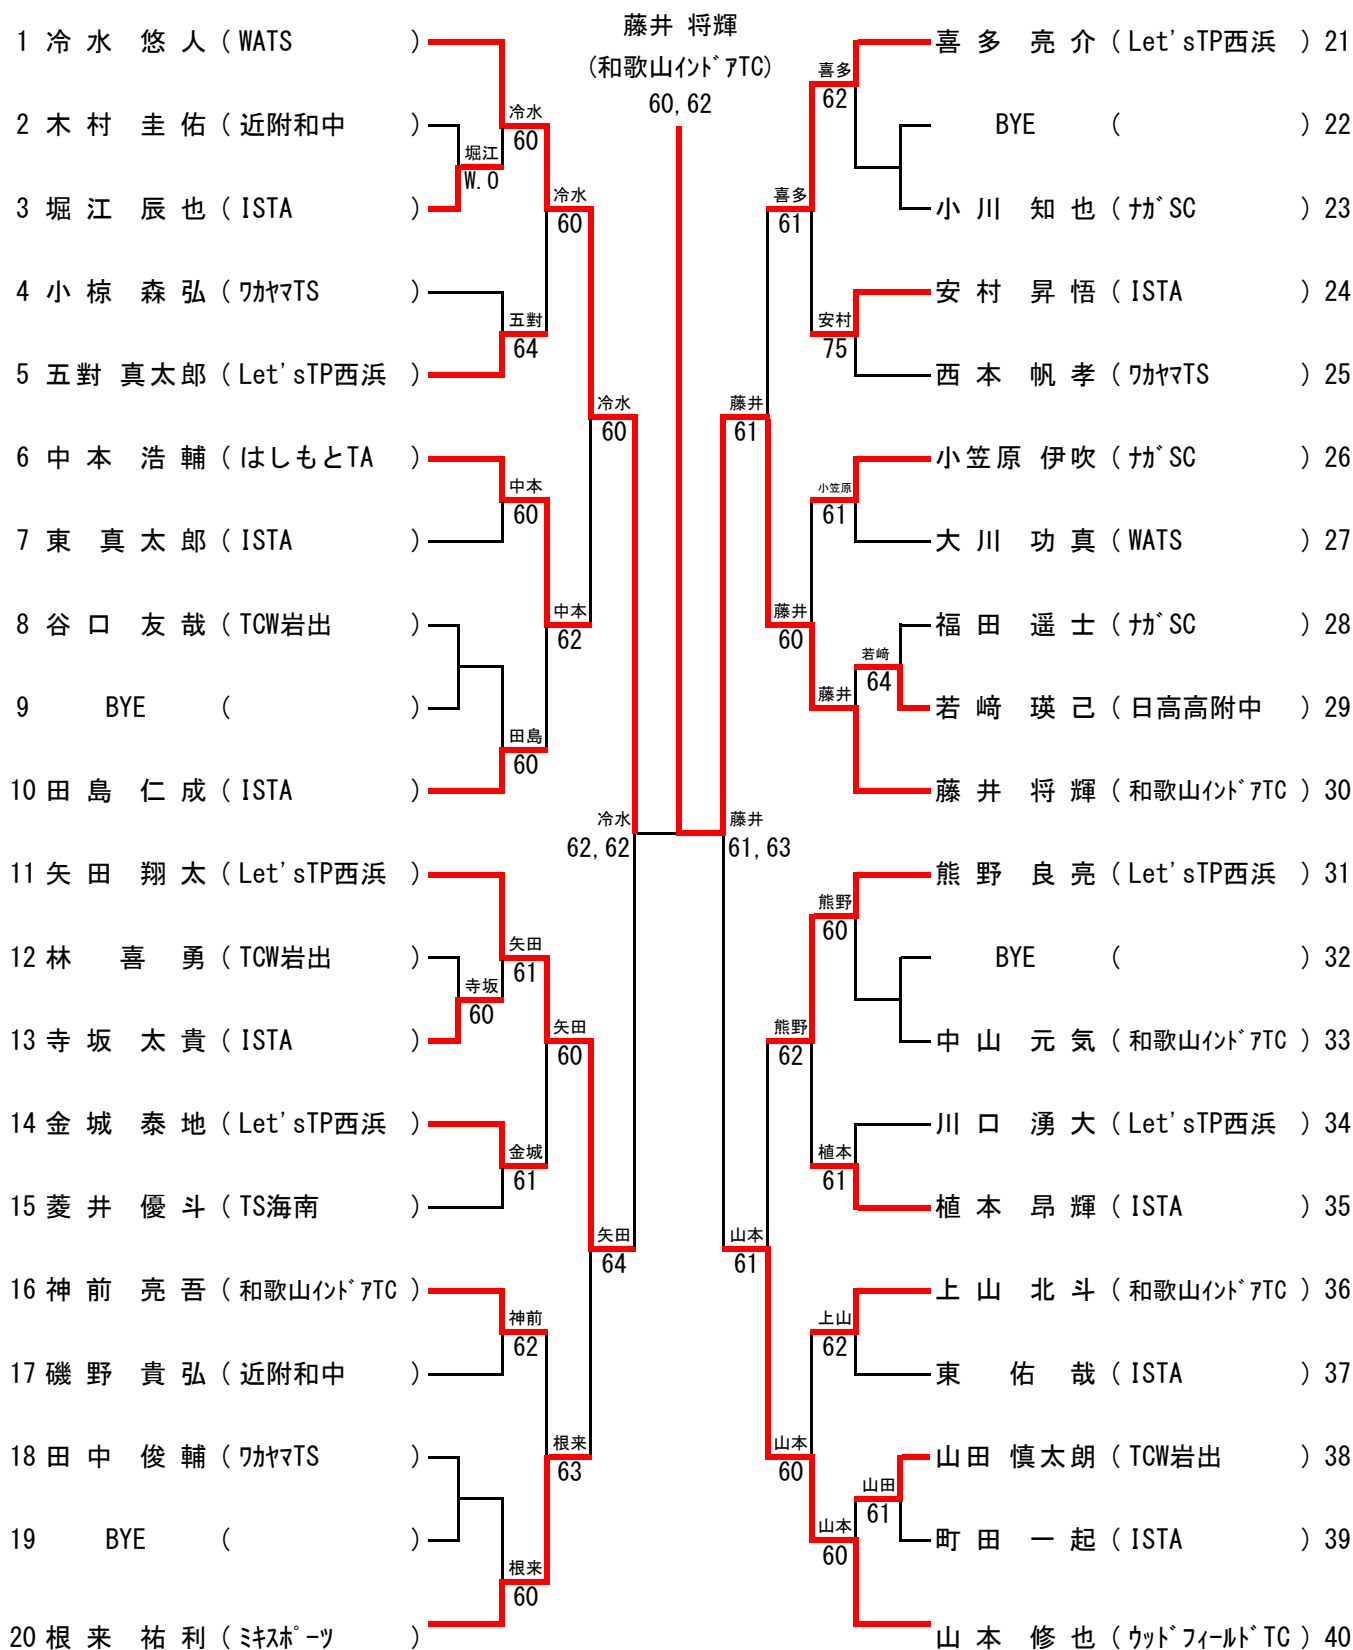 藤井 将輝
(和歌山ｲﾝﾄﾞｱTC)
60, 62
1 冷水 悠人 ( WATS )
2 木村 圭佑 ( 近附和中 )
3 堀江 辰也 ( ISTA )
4 小椋 森弘 ( ﾜｶﾔﾏTS )
5 五對 真太郎 ( Let'sTP西浜 )
6 中本 浩輔 ( はしもとTA )
7 東 真太郎 ( ISTA )
8 谷口 友哉 ( TCW岩出 )
9 BYE ( )
10 田島 仁成 ( ISTA )
11 矢田 翔太 ( Let'sTP西浜 )
12 林 喜勇 ( TCW岩出 )
13 寺坂 太貴 ( ISTA )
14 金城 泰地 ( Let'sTP西浜 )
15 菱井 優斗 ( TS海南 )
16 神前 亮吾 ( 和歌山ｲﾝﾄﾞｱTC )
17 磯野 貴弘 ( 近附和中 )
18 田中 俊輔 ( ﾜｶﾔﾏTS )
19 BYE ( )
20 根来 祐利 ( ﾐｷｽﾎﾟｰﾂ )
堀江
W.0
冷水
60
五對
64
中本
60
田島
60
寺坂
60
矢田
61
金城
61
神前
62
根来
60
冷水
60
中本
62
矢田
60
根来
63
冷水
60
矢田
64
冷水
62, 62
藤井
61, 63
藤井
61
山本
61
喜多
61
藤井
60
熊野
62
山本
60
喜多
62
安村
75
小笠原
61
若﨑
64
藤井
熊野
60
植本
61
上山
62
山田
61
山本
60
喜多 亮介 ( Let'sTP西浜 ) 21
BYE ( ) 22
小川 知也 ( ﾅｶﾞSC ) 23
安村 昇悟 ( ISTA ) 24
西本 帆孝 ( ﾜｶﾔﾏTS ) 25
小笠原 伊吹 ( ﾅｶﾞSC ) 26
大川 功真 ( WATS ) 27
福田 遥士 ( ﾅｶﾞSC ) 28
若﨑 瑛己 ( 日高高附中 ) 29
藤井 将輝 ( 和歌山ｲﾝﾄﾞｱTC ) 30
熊野 良亮 ( Let'sTP西浜 ) 31
BYE ( ) 32
中山 元気 ( 和歌山ｲﾝﾄﾞｱTC ) 33
川口 湧大 ( Let'sTP西浜 ) 34
植本 昂輝 ( ISTA ) 35
上山 北斗 ( 和歌山ｲﾝﾄﾞｱTC ) 36
東 佑哉 ( ISTA ) 37
山田 慎太朗 ( TCW岩出 ) 38
町田 一起 ( ISTA ) 39
山本 修也 ( ｳｯﾄﾞﾌｨｰﾙﾄﾞTC ) 40